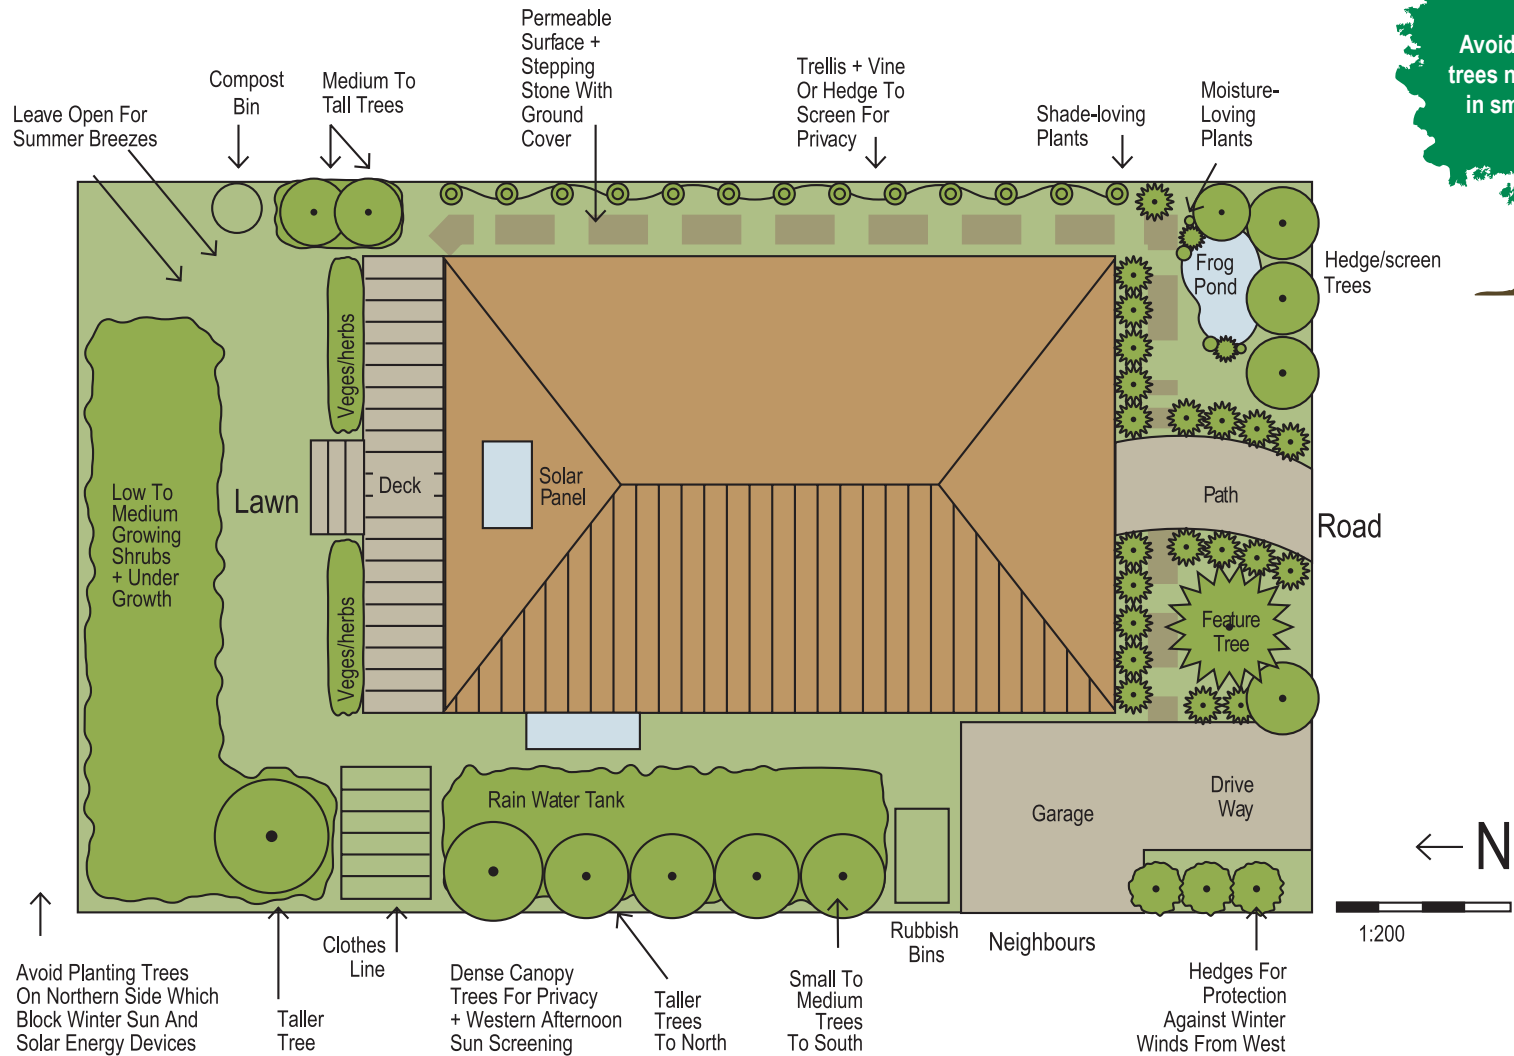 Permeable
Surface +
Stepping
Stone With
Ground
Cover
Compost
Bin
Medium To
Tall Trees
Trellis + Vine
Or Hedge To
Screen For
Privacy
Shade-loving
Plants
Moisture-
Loving
Plants
Avoid
trees
in
Leave Open For
Summer Breezes
Frog
Pond
Hedge/screen
Trees
Veges/herbs
Deck
Solar
Panel
Low To
Medium
Growing
Shrubs
+ Under
Growth
Lawn
Path
Road
Veges/herbs
Feature
Tree
Rain Water Tank
Garage
Drive
Way
N
1:200
Rubbish
Bins
Neighbours
Clothes
Line
Avoid Planting Trees
On Northern Side Which
Block Winter Sun And
Solar Energy Devices
Taller
Tree
Dense Canopy
Trees For Privacy
+ Western Afternoon
Sun Screening
Taller
Trees
To North
Small To
Medium
Trees
To South
Hedges For
Protection
Against Winter
Winds From West